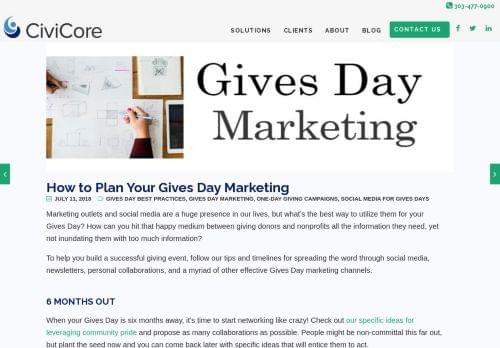 303-477-0900
CiviCore
SOLUTIONS CLIENTS ABOUT BLOG CONTACT US
Gives Day
Marketing
How to Plan Your Gives Day Marketing
JULY 11, 2018 GIVES DAY BEST PRACTICES, GIVES DAY MARKETING, ONE-DAY GIVING CAMPAIGNS, SOCIAL MEDIA FOR GIVES DAYS
Marketing outlets and social media are a huge presence in our lives, but what's the best way to utilize them for your
Gives Day? How can you hit that happy medium between giving donors and nonprofits all the information they need, yet
not inundating them with too much information?
To help you build a successful giving event, follow our tips and timelines for spreading the word through social media,
newsletters, personal collaborations, and a myriad of other effective Gives Day marketing channels.
6 MONTHS OUT
When your Gives Day is six months away, it's time to start networking like crazy! Check out our specific ideas for
leveraging community pride and propose as many collaborations as possible. People might be non-committal this far out,
but plant the seed now and you can come back later with specific ideas that will entice them to act.